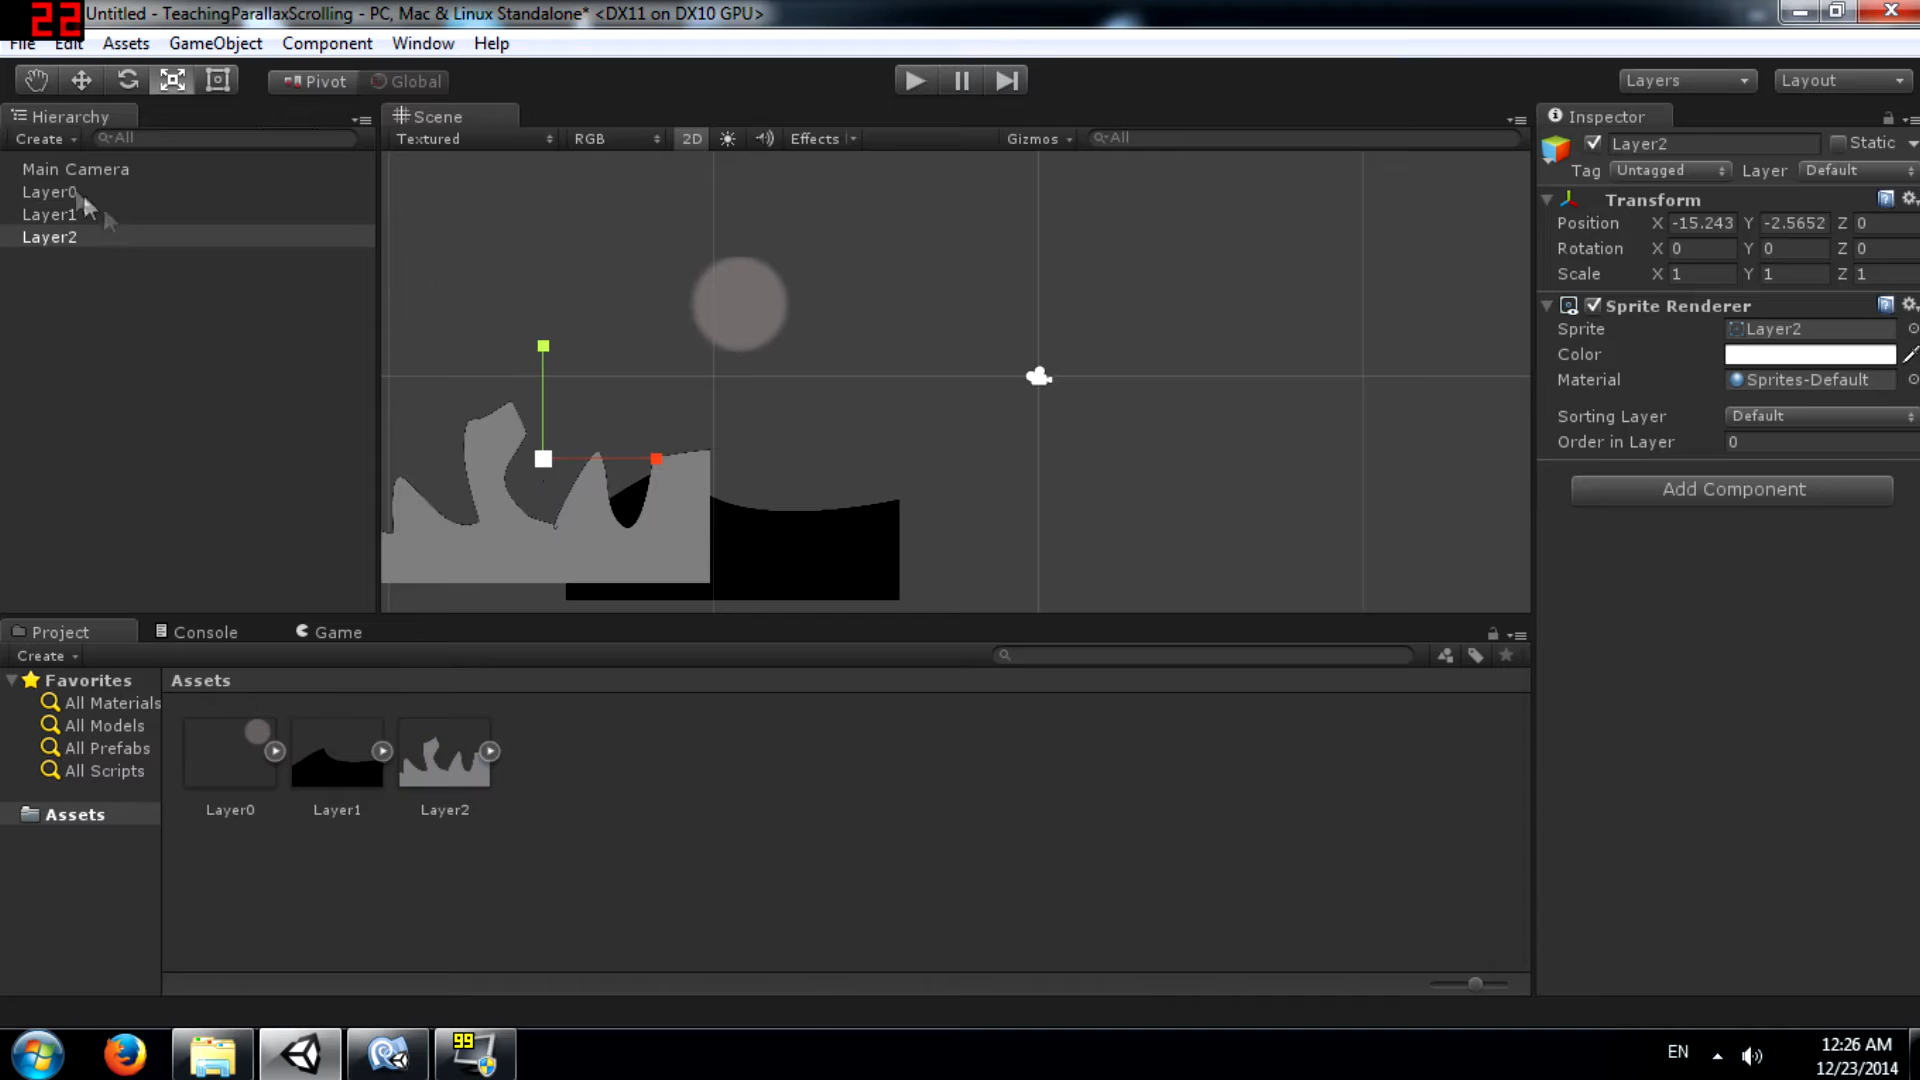 22
Untitled - TeachingParallaxScrolling - PC, Mac & Linux Standalone* <DX11 on DX10 GPU>
File Edit Assets GameObject Component Window Help
Pivot Global Layers Layout
Hierarchy Scene Inspector
Create All Textured RGB 2D Effects Gizmos All Layer2 Static
Main Camera
Tag Untagged Layer Default
Layer0
Transform
Layer1
Position X -15.243 Y -2.5652 Z 0
Layer2
Rotation X 0 Y 0 Z 0
Scale X 1 Y 1 Z 1
Sprite Renderer
Sprite Layer2
Color
Material Sprites-Default
Sorting Layer Default
Order in Layer 0
Add Component
Project Console Game
Create
Favorites Assets
All Materials
All Models
All Prefabs
All Scripts
Assets
Layer0 Layer1 Layer2
99
EN
12:26 AM
12/23/2014